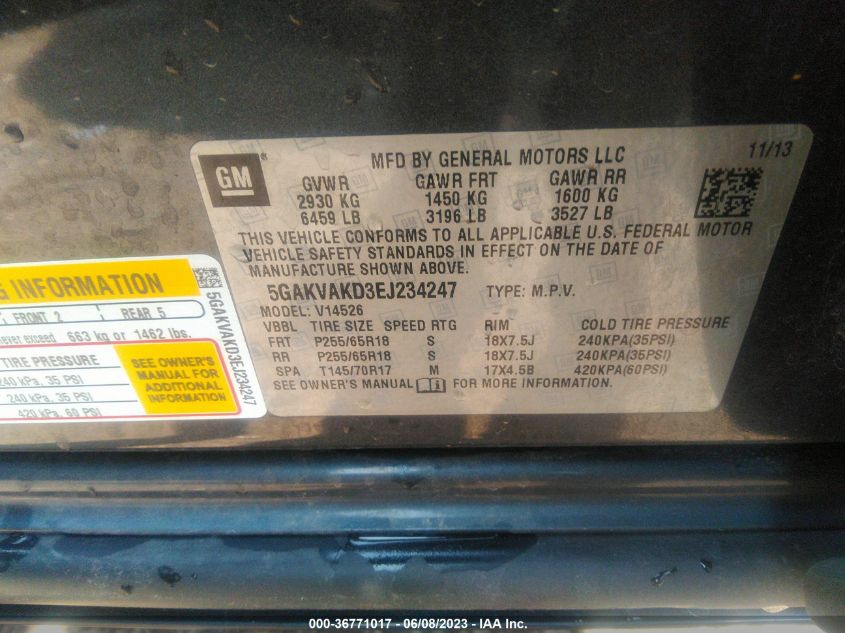 MFD BY GENERAL MOTORS LLC 11/13
GM
GVWR GAWR FRT GAWR RR
2930 KG 1450 KG 1600 KG
6459 LB 3196 LB 3527 LB
THIS VEHICLE CONFORMS TO ALL APPLICABLE U.S. FEDERAL MOTOR
VEHICLE SAFETY STANDARDS IN EFFECT ON THE DATE OF
MANUFACTURE SHOWN ABOVE.
5GAKVAKD3EJ234247 TYPE: M.P.V.
MODEL: V14526
VBBL TIRE SIZE SPEED RTG RIM COLD TIRE PRESSURE
FRT P255/65R18 S 18X7.5J 240KPA(35PSI)
RR P255/65R18 S 18X7.5J 240KPA(35PSI)
SPA T145/70R17 M 17X4.5B 420KPA(60PSI)
SEE OWNER'S MANUAL FOR MORE INFORMATION.
INFORMATION
FRONT 2 REAR 5
exceed 663 kg or 1462 lbs.
TIRE PRESSURE
240 kPa, 35 PSI
240 kPa, 35 PSI
420 kPa, 60 PSI
SEE OWNER'S
MANUAL FOR
ADDITIONAL
INFORMATION
5GAKVAKD3EJ234247
000-36771017 - 06/08/2023 - IAA Inc.